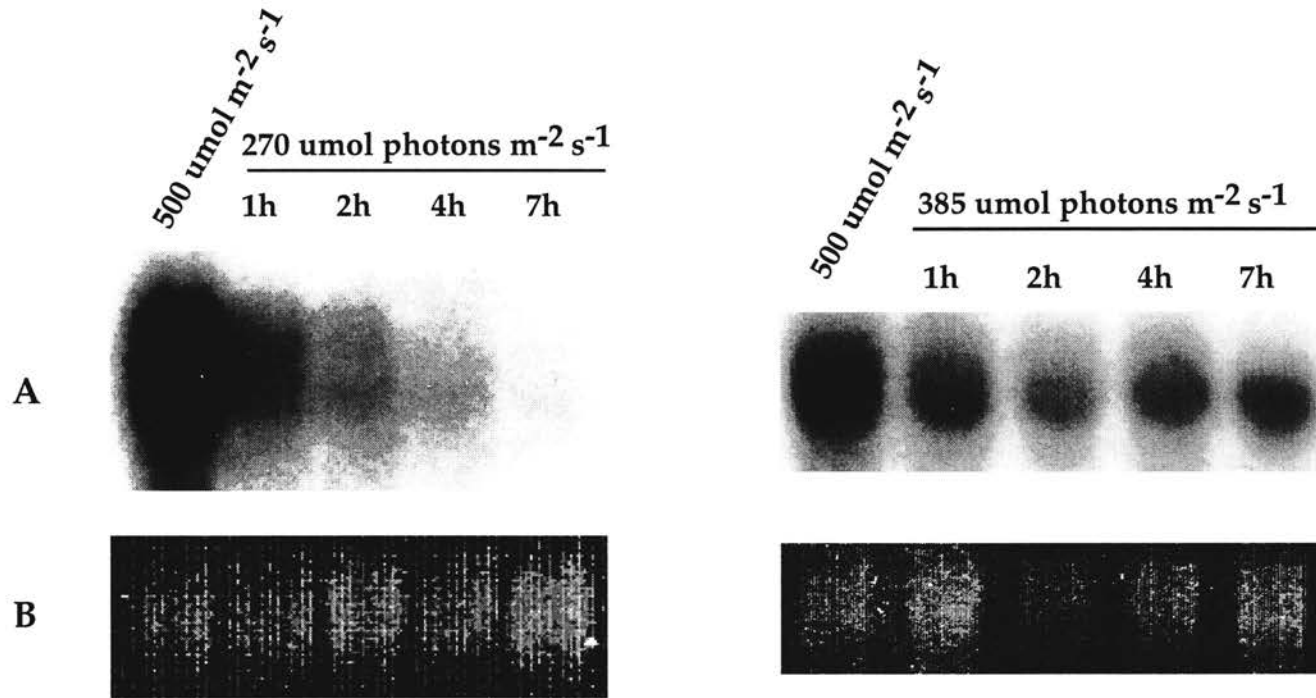 500 umol m-2 s-1
270 umol photons m-2 s-1
1h 2h 4h 7h
500 umol m-2 s-1
385 umol photons m-2 s-1
1h 2h 4h 7h
A
B